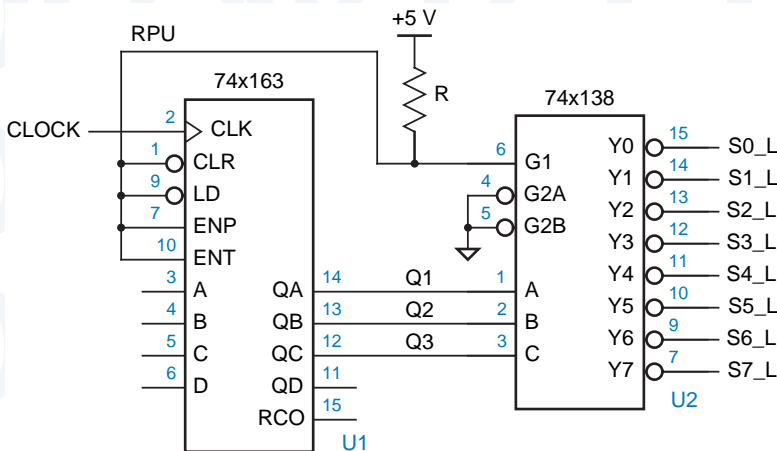 +5 V
RPU
R
74x163
74x138
CLOCK
2
CLK
1
CLR
9
LD
7
ENP
10
ENT
3
A
4
B
5
C
6
D
QA
14
Q1
QB
13
Q2
QC
12
Q3
QD
11
RCO
15
U1
6
G1
4
G2A
5
G2B
1
A
2
B
3
C
Y0
15
S0_L
Y1
14
S1_L
Y2
13
S2_L
Y3
12
S3_L
Y4
11
S4_L
Y5
10
S5_L
Y6
9
S6_L
Y7
7
S7_L
U2